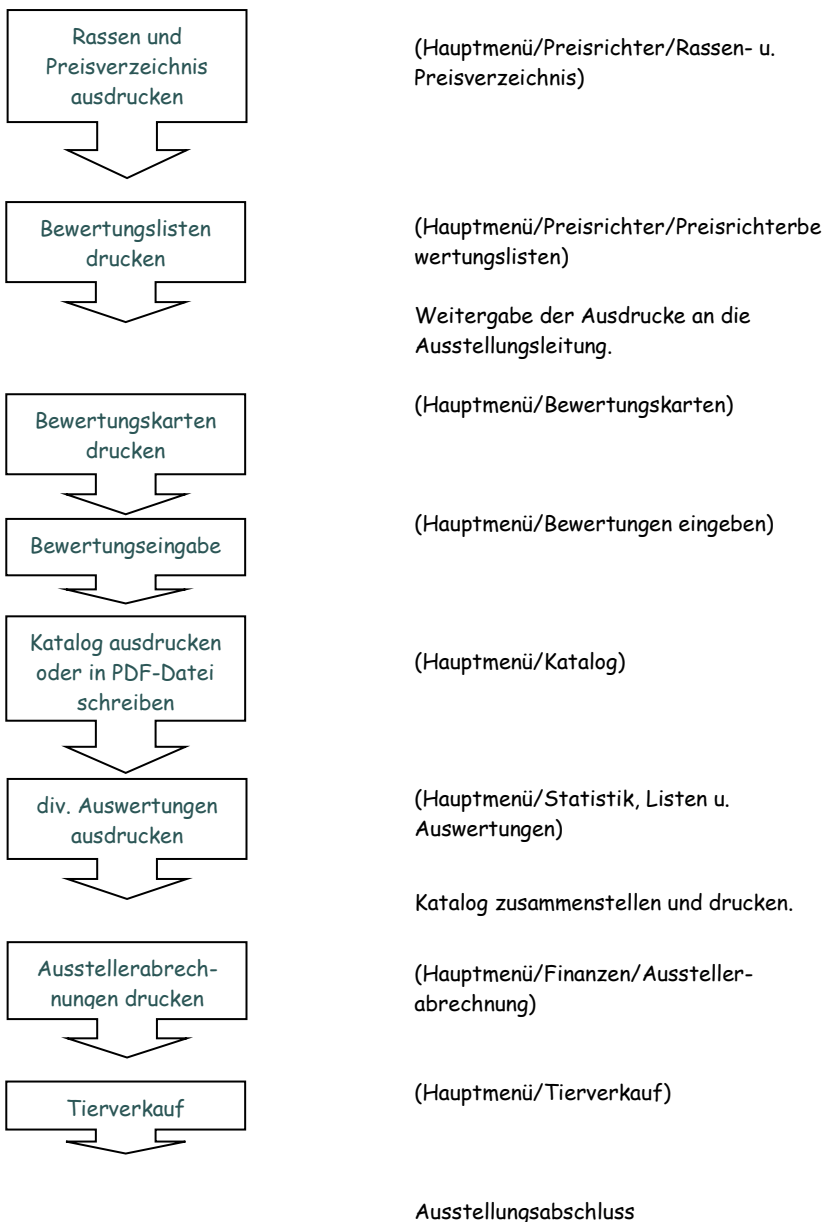 Rassen und
Preisverzeichnis
ausdrucken
(Hauptmenü/Preisrichter/Rassen- u.
Preisverzeichnis)
Bewertungslisten
drucken
(Hauptmenü/Preisrichter/Preisrichterbe
wertungslisten)
Weitergabe der Ausdrucke an die
Ausstellungsleitung.
Bewertungskarten
drucken
(Hauptmenü/Bewertungskarten)
Bewertungseingabe
(Hauptmenü/Bewertungen eingeben)
Katalog ausdrucken
oder in PDF-Datei
schreiben
(Hauptmenü/Katalog)
div. Auswertungen
ausdrucken
(Hauptmenü/Statistik, Listen u.
Auswertungen)
Katalog zusammenstellen und drucken.
Ausstellerabrech-
nungen drucken
(Hauptmenü/Finanzen/Aussteller-
abrechnung)
Tierverkauf
(Hauptmenü/Tierverkauf)
Ausstellungsabschluss